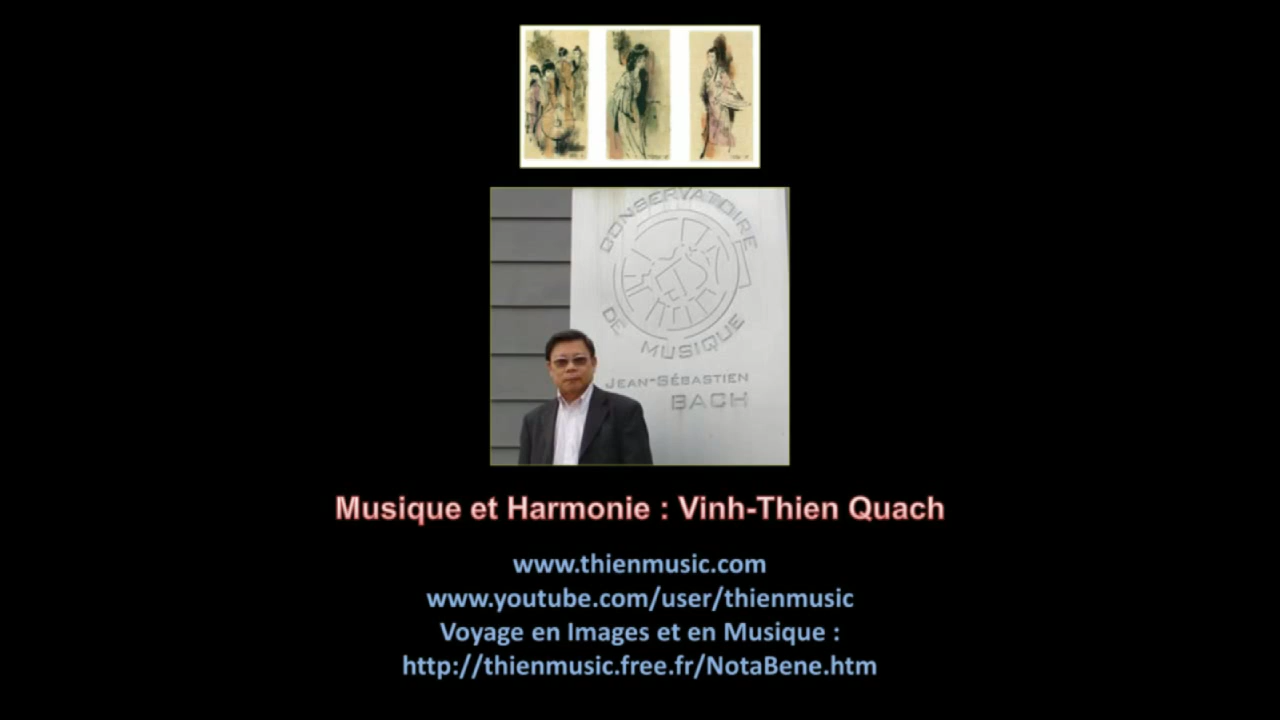 CONSERVATOIRE
DE MUSIQUE
JEAN-SÉBASTIEN
BACH
Musique et Harmonie : Vinh-Thien Quach
www.thienmusic.com
www.youtube.com/user/thienmusic
Voyage en Images et en Musique :
http://thienmusic.free.fr/NotaBene.htm